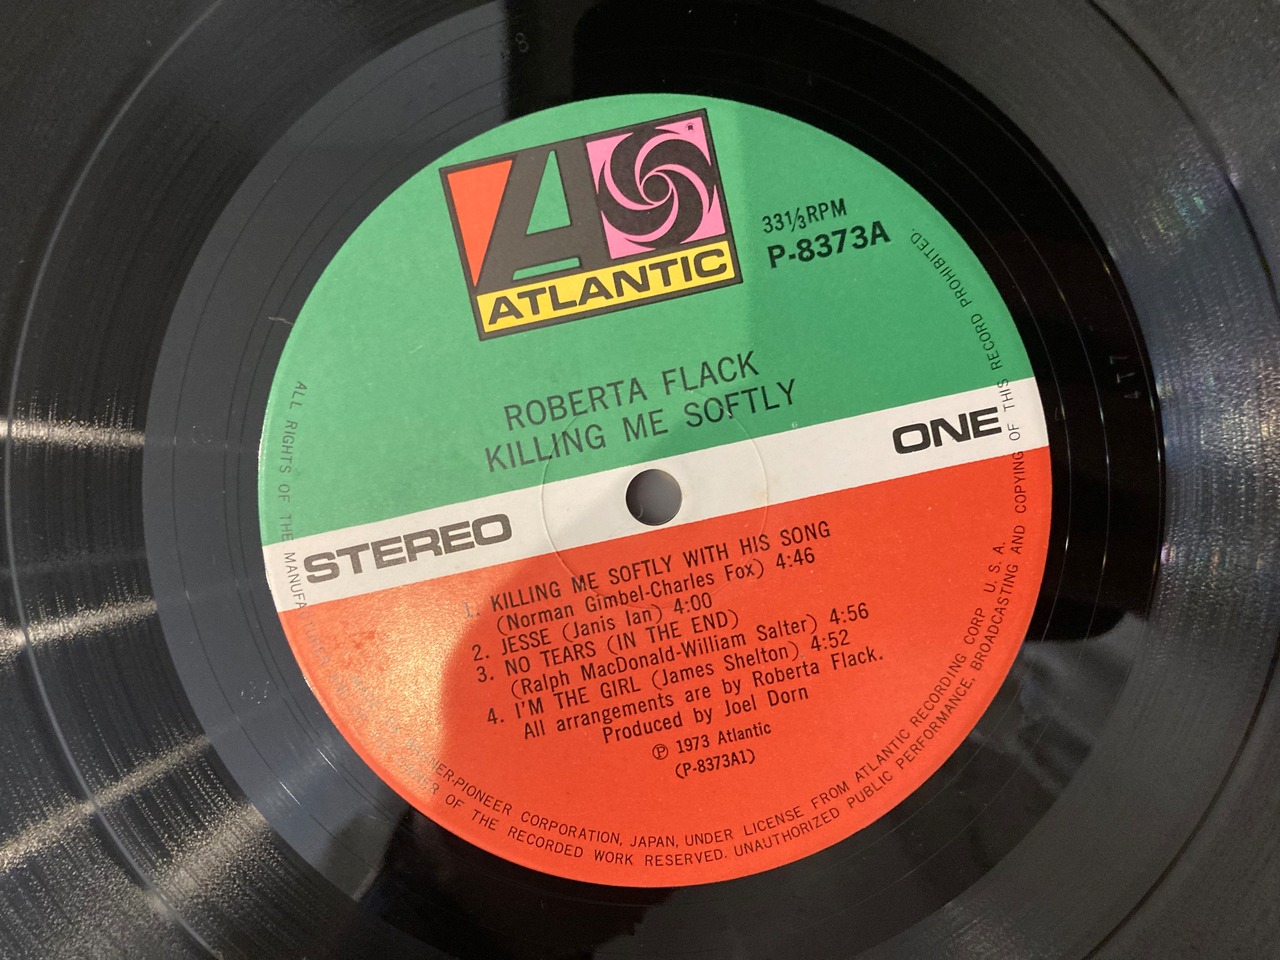 ATLANTIC
33⅓RPM
P-8373A
ROBERTA FLACK
KILLING ME SOFTLY
STEREO
ONE
1. KILLING ME SOFTLY WITH HIS SONG
(Norman Gimbel-Charles Fox) 4:46
2. JESSE (Janis Ian) 4:00
3. NO TEARS (IN THE END)
(Ralph MacDonald-William Salter) 4:56
4. I'M THE GIRL (James Shelton) 4:52
All arrangements are by Roberta Flack.
Produced by Joel Dorn
Ⓟ 1973 Atlantic
(P-8373A1)
PIONEER CORPORATION, JAPAN, UNDER LICENSE FROM ATLANTIC RECORDING CORP U. S. A.
ALL RIGHTS OF THE OF THE RECORDED WORK RESERVED. UNAUTHORIZED PUBLIC PERFORMANCE, BROADCASTING AND COPYING OF THIS RECORD PROHIBITED.